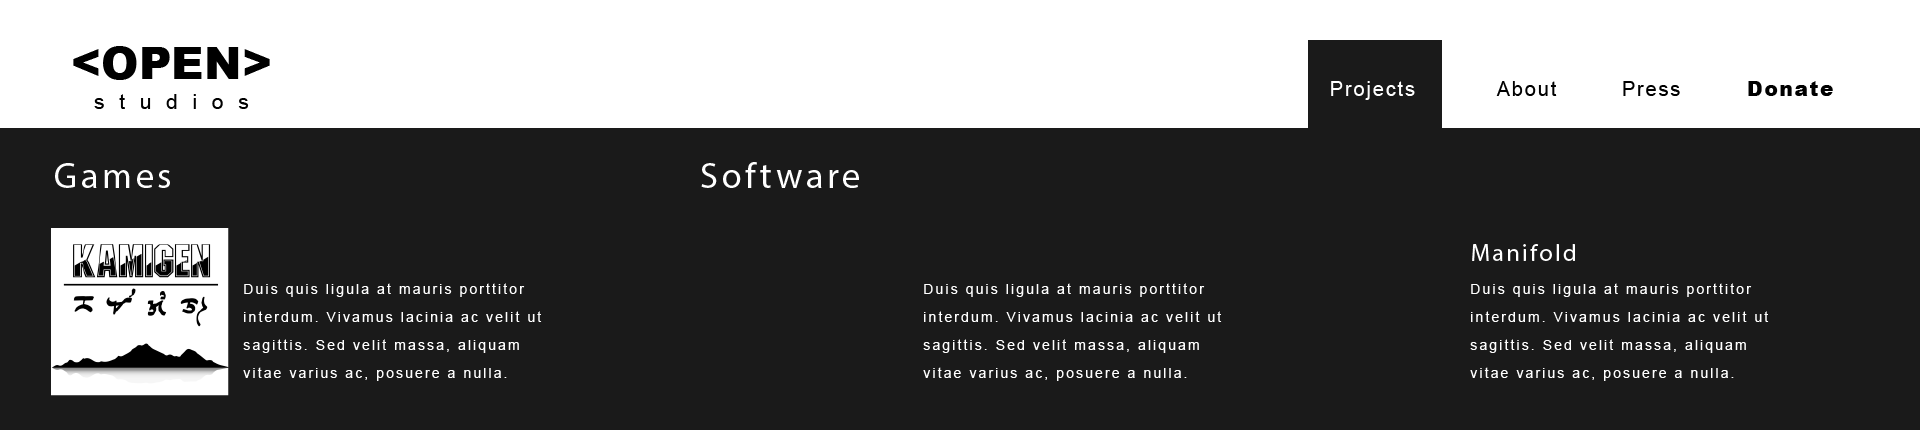 <OPEN>
studios
Projects
About
Press
Donate
Games
Software
KAMIGEN
Duis quis ligula at mauris porttitor
interdum. Vivamus lacinia ac velit ut
sagittis. Sed velit massa, aliquam
vitae varius ac, posuere a nulla.
Duis quis ligula at mauris porttitor
interdum. Vivamus lacinia ac velit ut
sagittis. Sed velit massa, aliquam
vitae varius ac, posuere a nulla.
Manifold
Duis quis ligula at mauris porttitor
interdum. Vivamus lacinia ac velit ut
sagittis. Sed velit massa, aliquam
vitae varius ac, posuere a nulla.